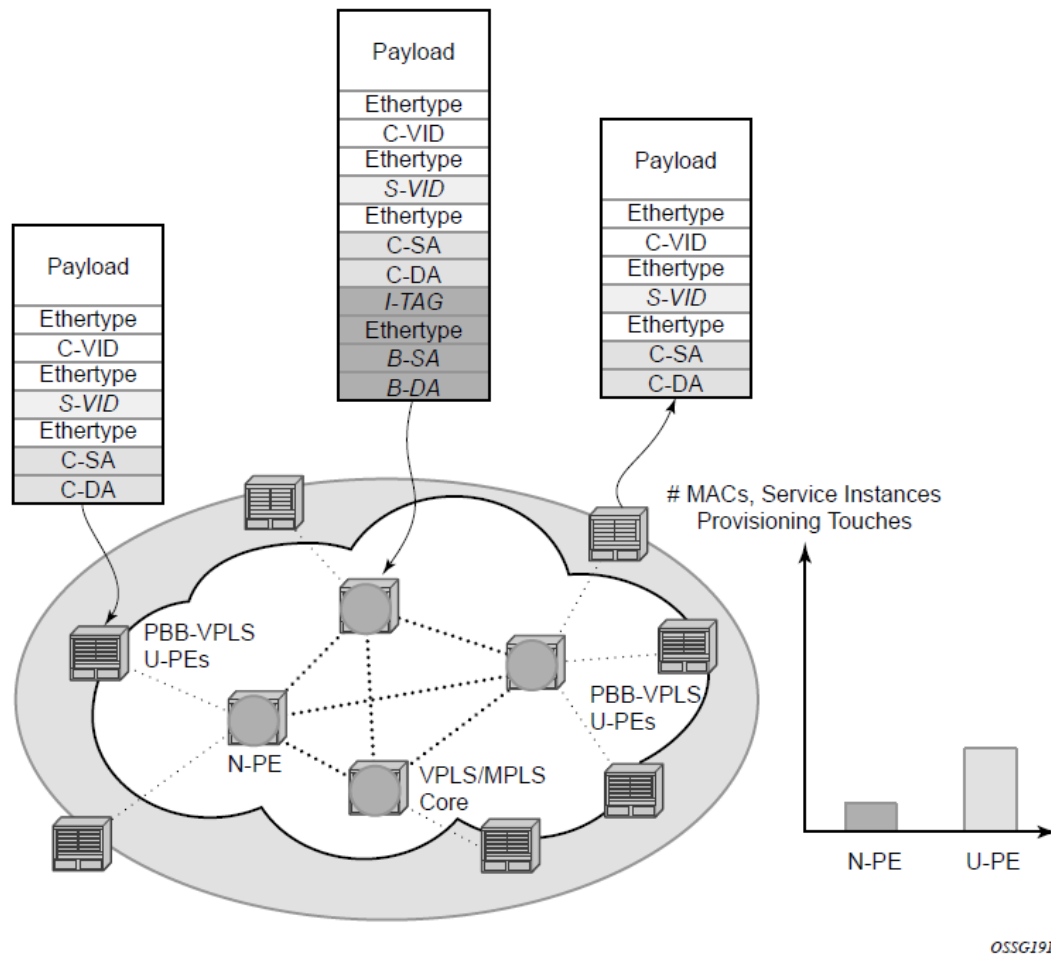 Payload
Ethertype
C-VID
Ethertype
S-VID
Ethertype
C-SA
C-DA
Payload
Ethertype
C-VID
Ethertype
S-VID
Ethertype
C-SA
C-DA
I-TAG
Ethertype
B-SA
B-DA
Payload
Ethertype
C-VID
Ethertype
S-VID
Ethertype
C-SA
C-DA
PBB-VPLS
U-PEs
N-PE
VPLS/MPLS
Core
PBB-VPLS
U-PEs
# MACs, Service Instances
Provisioning Touches
N-PE
U-PE
OSSG191